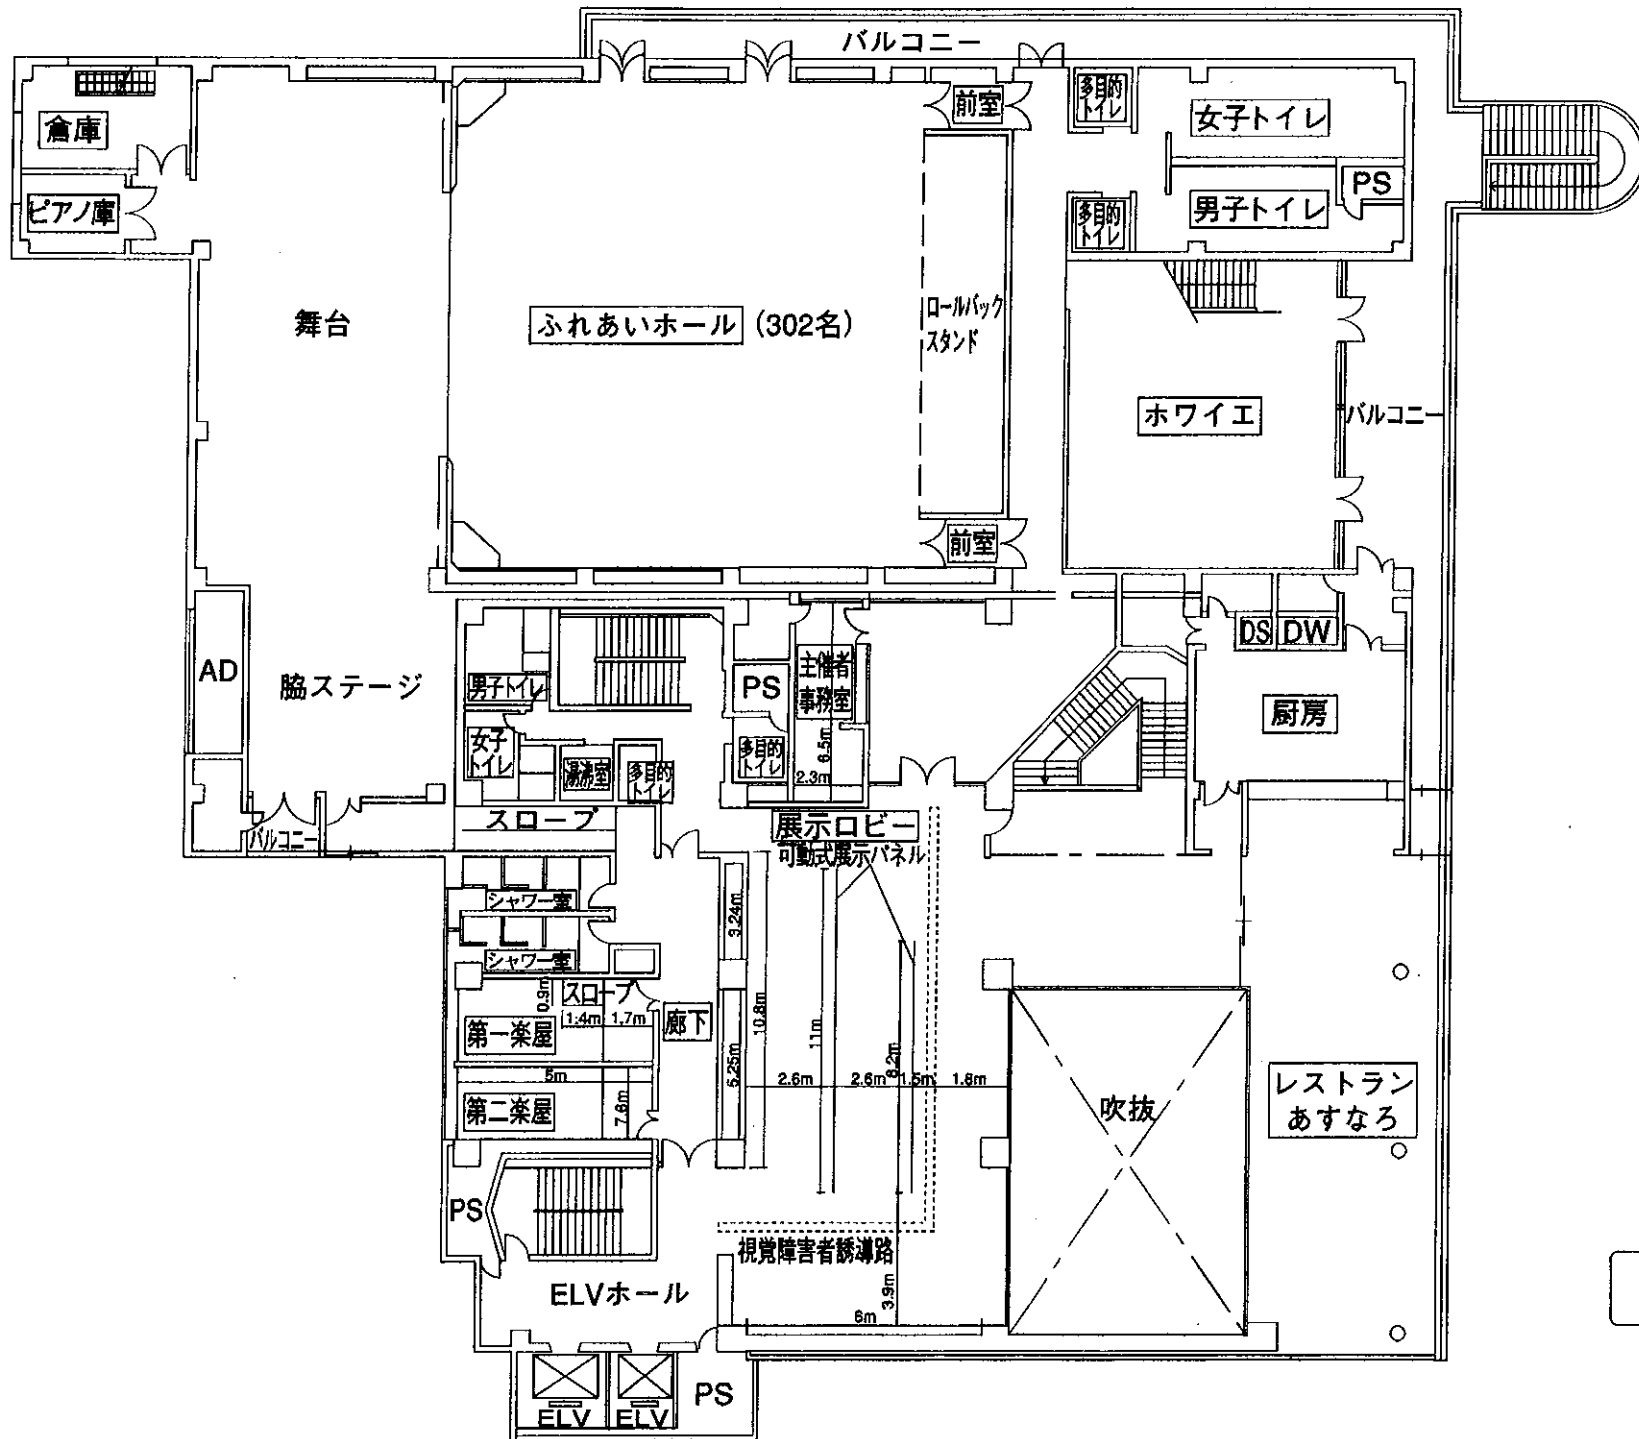 バルコニー
倉庫
ピアノ庫
前室
多目的
トイレ
女子トイレ
PS
男子トイレ
多目的
トイレ
舞台
ふれあいホール (302名)
ロールバック
スタンド
ホワイエ
バルコニー
前室
AD
脇ステージ
男子トイレ
女子
トイレ
湯沸室
多目的
トイレ
PS
多目的
トイレ
主催者
事務室
6.5m
2.3m
DS
DW
厨房
バルコニー
スロープ
展示ロビー
可動式展示パネル
シャワー室
シャワー室
3.24m
10.8m
11m
8.2m
0.9m
スロープ
1.4m
1.7m
廊下
第一楽屋
5m
第二楽屋
7.6m
5.25m
2.6m
2.6m
1.5m
1.8m
吹抜
レストラン
あすなろ
PS
視覚障害者誘導路
ELVホール
3.9m
6m
ELV
ELV
PS